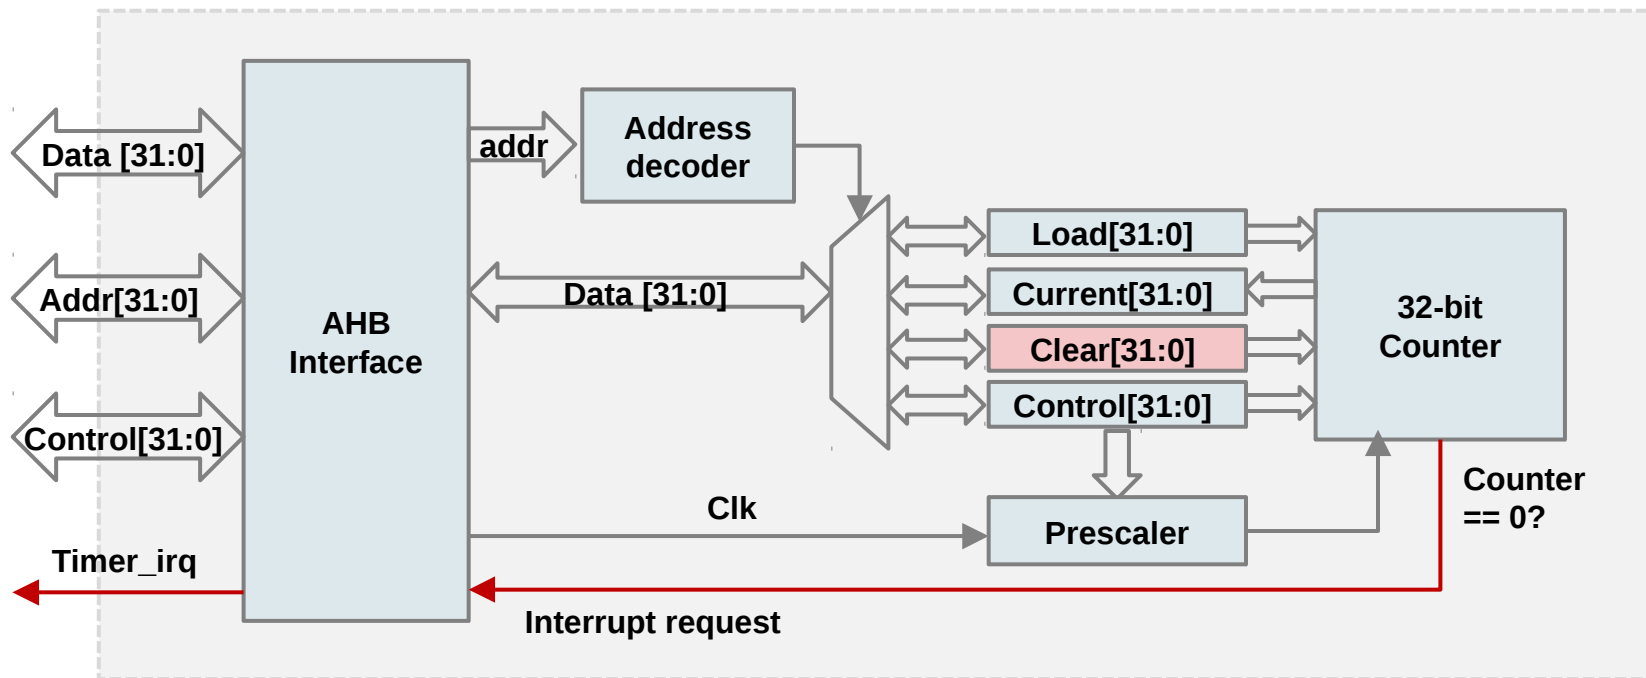 Data [31:0]
Addr[31:0]
Control[31:0]
Timer_irq
AHB
Interface
addr
Address
decoder
Data [31:0]
Clk
Interrupt request
Load[31:0]
Current[31:0]
Clear[31:0]
Control[31:0]
Prescaler
32-bit
Counter
Counter
== 0?